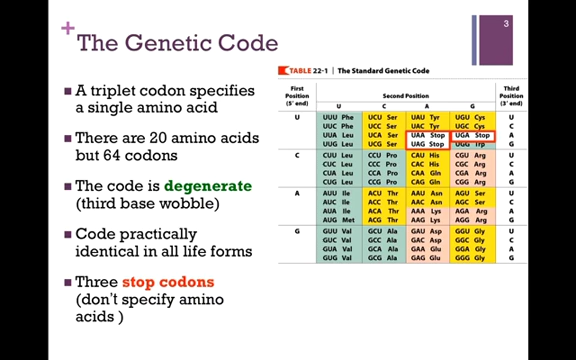 3
+
The Genetic Code
A triplet codon specifies
a single amino acid
There are 20 amino acids
but 64 codons
The code is degenerate
(third base wobble)
Code practically
identical in all life forms
Three stop codons
(don't specify amino
acids )
TABLE 22-1 | The Standard Genetic Code
First Position (5' end) Second Position Third Position (3' end)
U C A G
U UUU Phe UCU Ser UAU Tyr UGU Cys U
UUC Phe UCC Ser UAC Tyr UGC Cys C
UUA Leu UCA Ser UAA Stop UGA Stop A
UUG Leu UCG Ser UAG Stop UGG Trp G
C CUU Leu CCU Pro CAU His CGU Arg U
CUC Leu CCC Pro CAC His CGC Arg C
CUA Leu CCA Pro CAA Gln CGA Arg A
CUG Leu CCG Pro CAG Gln CGG Arg G
A AUU Ile ACU Thr AAU Asn AGU Ser U
AUC Ile ACC Thr AAC Asn AGC Ser C
AUA Ile ACA Thr AAA Lys AGA Arg A
AUG Met ACG Thr AAG Lys AGG Arg G
G GUU Val GCU Ala GAU Asp GGU Gly U
GUC Val GCC Ala GAC Asp GGC Gly C
GUA Val GCA Ala GAA Glu GGA Gly A
GUG Val GCG Ala GAG Glu GGG Gly G